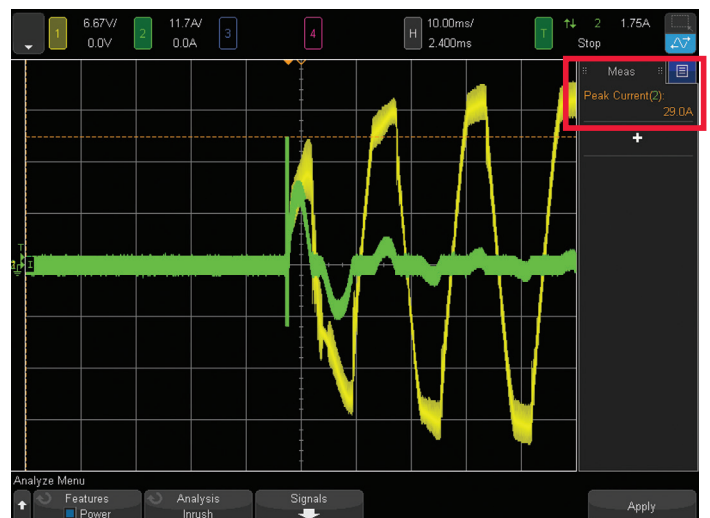 1 6.67V/ 2 11.7A/ 3 4 H 10.00ms/ T ↑↓ 2 1.75A
0.0V 0.0A 2.400ms Stop
Meas
Peak Current(2):
29.0A
+
T
I
Analyze Menu
Features Analysis Signals
Power Inrush Apply